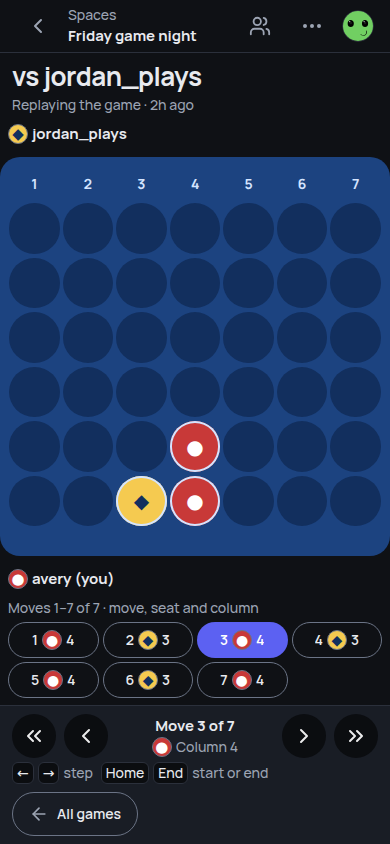 Spaces
Friday game night
vs jordan_plays
Replaying the game · 2h ago
jordan_plays
1 2 3 4 5 6 7
avery (you)
Moves 1–7 of 7 · move, seat and column
1 4 2 3 3 4 4 3
5 4 6 3 7 4
Move 3 of 7
Column 4
← → step Home End start or end
← All games